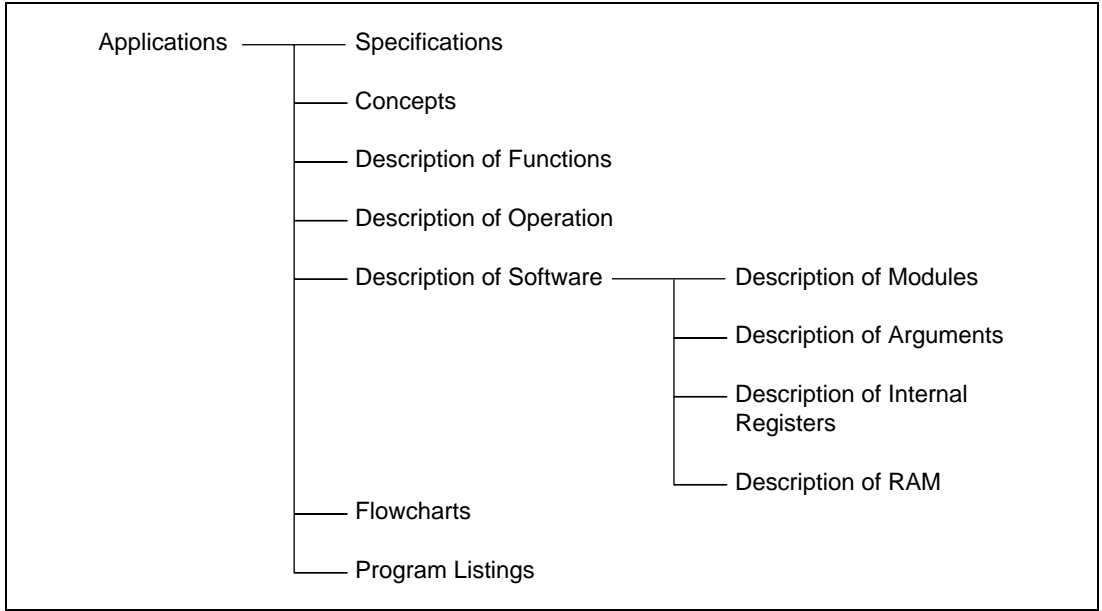 Applications
Specifications
Concepts
Description of Functions
Description of Operation
Description of Software
Description of Modules
Description of Arguments
Description of Internal
Registers
Description of RAM
Flowcharts
Program Listings